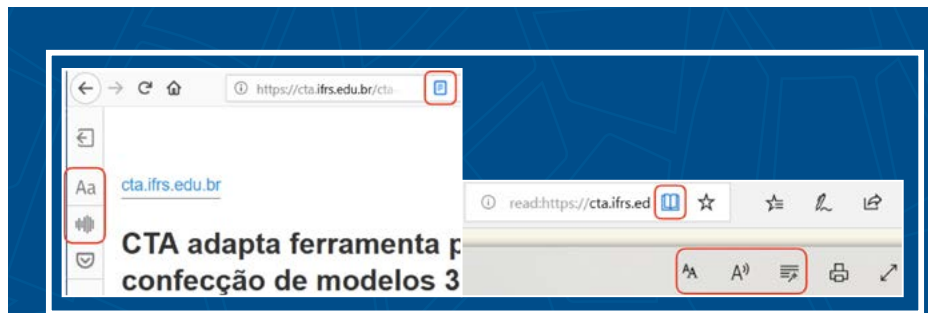 https://cta.ifrs.edu.br/cta-
Aa
cta.ifrs.edu.br
CTA adapta ferramenta p
confecção de modelos 3
read:https://cta.ifrs.ed
AA
A